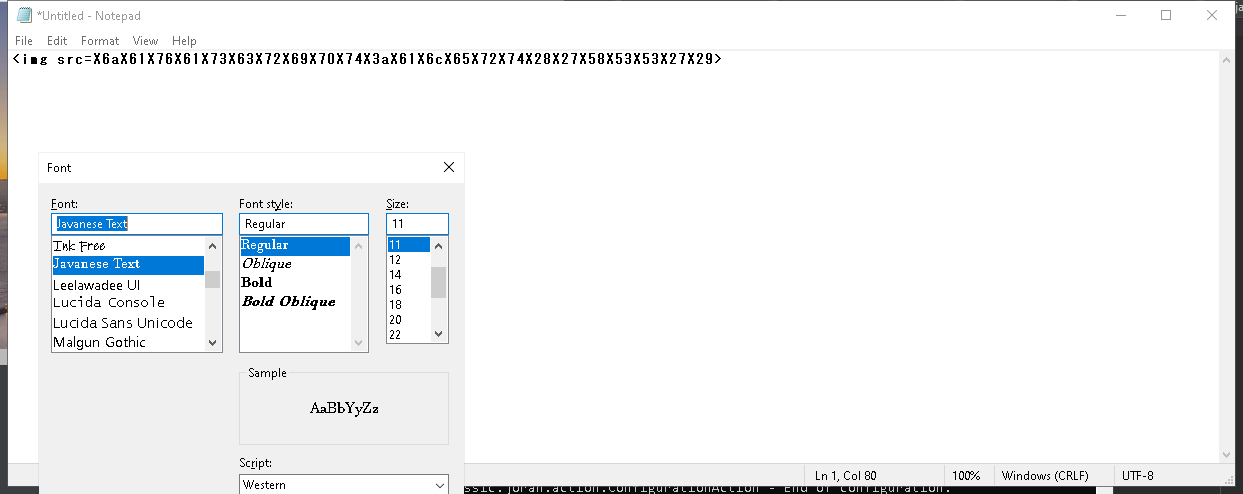 *Untitled - Notepad
File Edit Format View Help
<img src=X6aX61X76X61X73X63X72X69X70X74X3aX61X6cX65X72X74X28X27X58X53X53X27X29>
Font
Font: Font style: Size:
Javanese Text Regular 11
Ink Free Regular 11
Javanese Text Oblique 12
Leelawadee UI Bold 14
Lucida Console Bold Oblique 16
Lucida Sans Unicode 18
Malgun Gothic 20
22
Sample
AaBbYyZz
Script:
Western
Ln 1, Col 80 100% Windows (CRLF) UTF-8
ssic.joran.action.ConfigurationAction - End of configuration.
ja